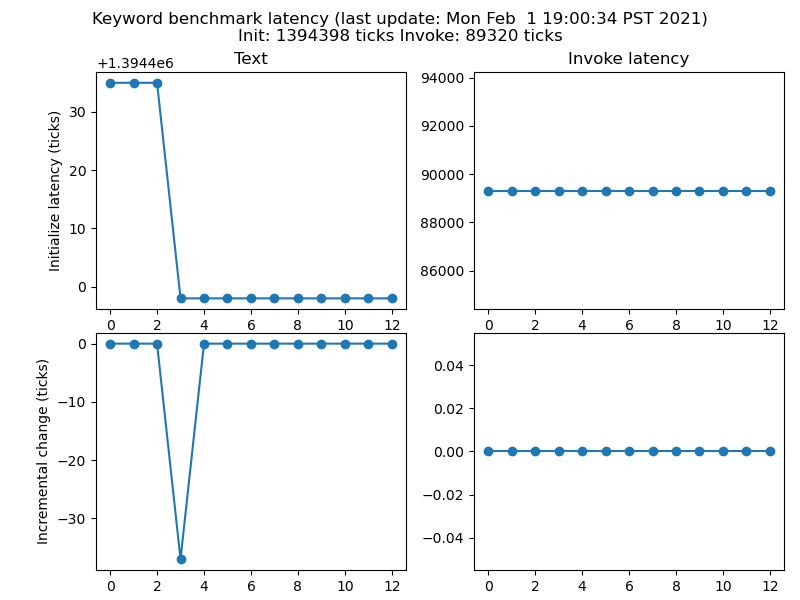 Keyword benchmark latency (last update: Mon Feb  1 19:00:34 PST 2021)
Init: 1394398 ticks Invoke: 89320 ticks
Text
Invoke latency
+1.3944e6
Initialize latency (ticks)
30
20
10
0
0 2 4 6 8 10 12
94000
92000
90000
88000
86000
0 2 4 6 8 10 12
Incremental change (ticks)
0
−10
−20
−30
0 2 4 6 8 10 12
0.04
0.02
0.00
−0.02
−0.04
0 2 4 6 8 10 12